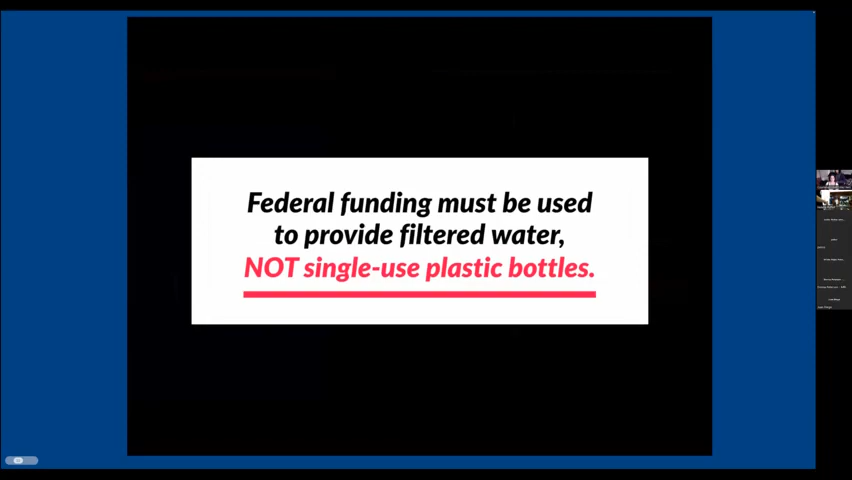 Federal funding must be used
to provide filtered water,
NOT single-use plastic bottles.